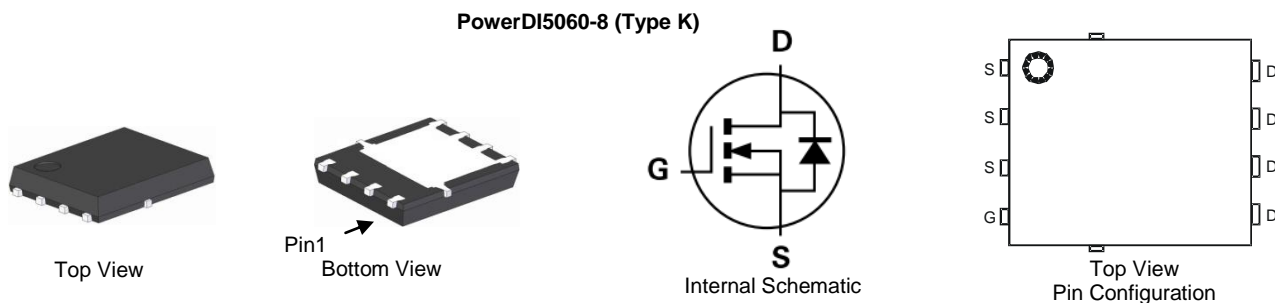 PowerDI5060-8 (Type K)
Pin1
Top View
Bottom View
D
G
S
Internal Schematic
S
D
S
D
S
D
G
D
Top View
Pin Configuration